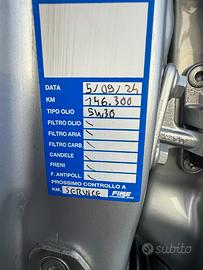 DATA 5/09/24
KM 146.300
TIPO OLIO 5W30
FILTRO OLIO \
FILTRO ARIA \
FILTRO CARB. \
CANDELE \
FRENI \
F. ANTIPOLL. \
PROSSIMO CONTROLLO A
KM. SERVICE
subito